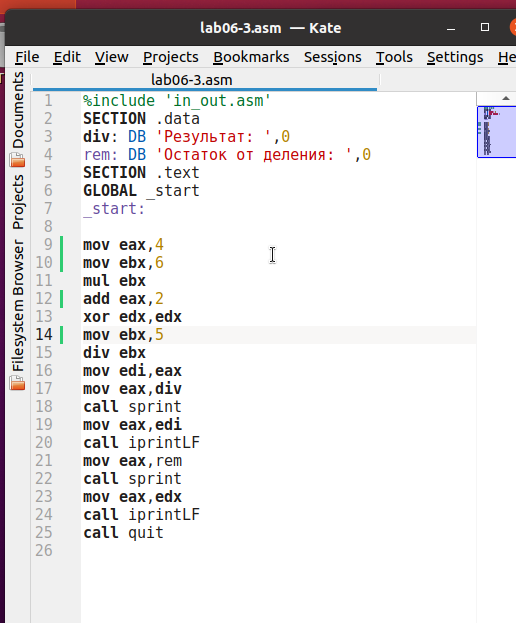 lab06-3.asm — Kate
File Edit View Projects Bookmarks Sessions Tools Settings He
lab06-3.asm
Documents
Projects
Filesystem Browser
1 %include 'in_out.asm'
2 SECTION .data
3 div: DB 'Результат: ',0
4 rem: DB 'Остаток от деления: ',0
5 SECTION .text
6 GLOBAL _start
7 _start:
8
9 mov eax,4
10 mov ebx,6
11 mul ebx
12 add eax,2
13 xor edx,edx
14 mov ebx,5
15 div ebx
16 mov edi,eax
17 mov eax,div
18 call sprint
19 mov eax,edi
20 call iprintLF
21 mov eax,rem
22 call sprint
23 mov eax,edx
24 call iprintLF
25 call quit
26